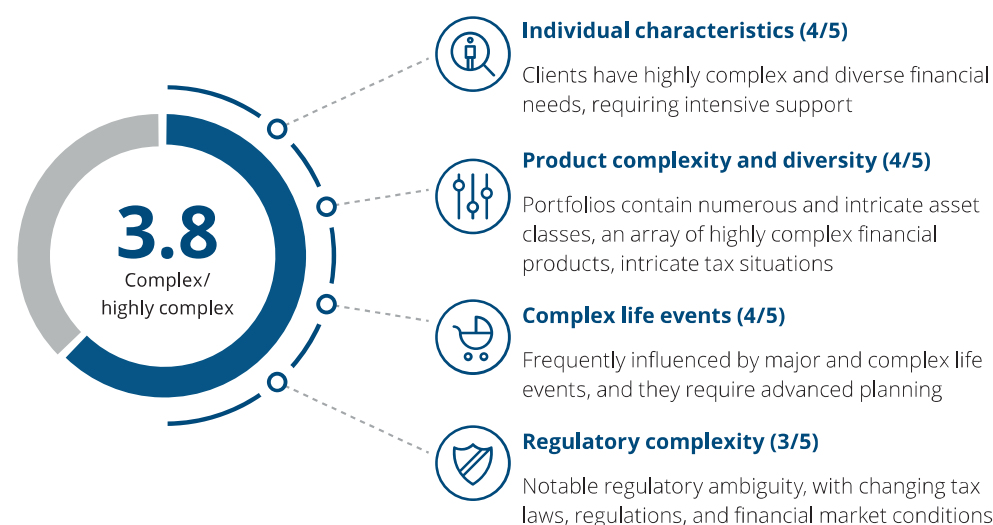 3.8
Complex/
highly complex
Individual characteristics (4/5)
Clients have highly complex and diverse financial
needs, requiring intensive support
Product complexity and diversity (4/5)
Portfolios contain numerous and intricate asset
classes, an array of highly complex financial
products, intricate tax situations
Complex life events (4/5)
Frequently influenced by major and complex life
events, and they require advanced planning
Regulatory complexity (3/5)
Notable regulatory ambiguity, with changing tax
laws, regulations, and financial market conditions